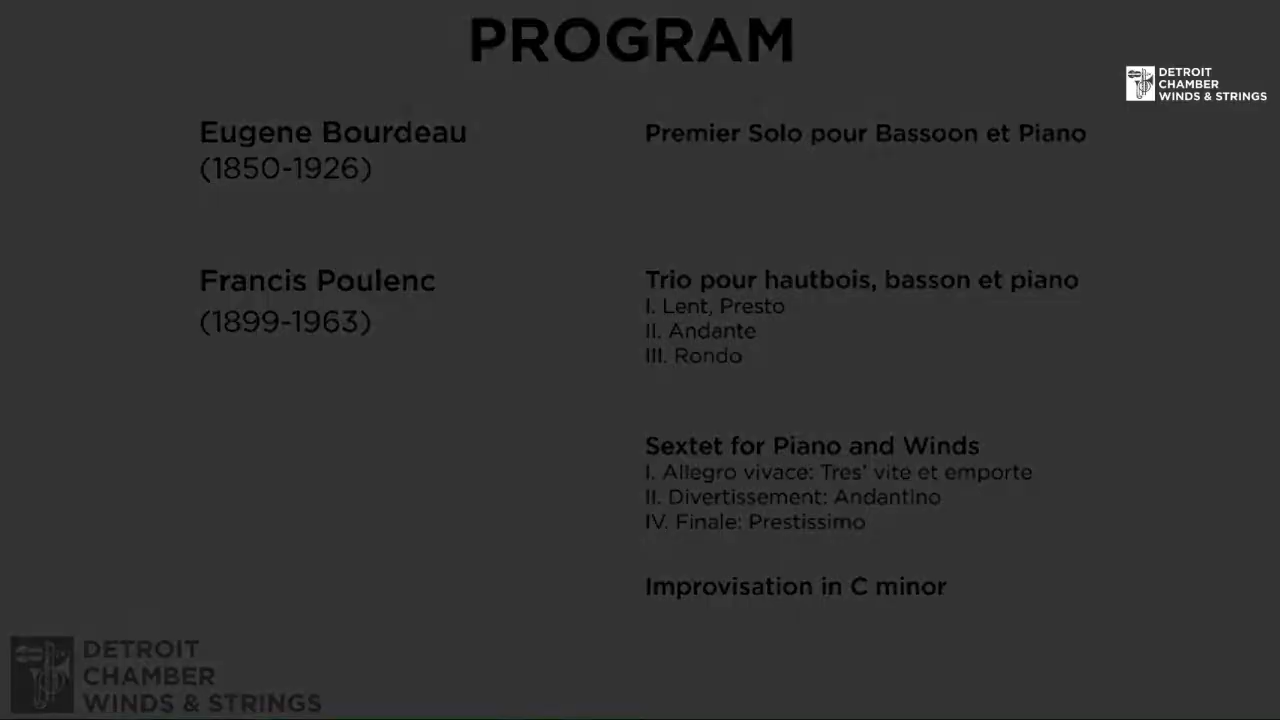 PROGRAM
DETROIT
CHAMBER
WINDS & STRINGS
Eugene Bourdeau
(1850-1926)
Premier Solo pour Bassoon et Piano
Francis Poulenc
(1899-1963)
Trio pour hautbois, basson et piano
I. Lent, Presto
II. Andante
III. Rondo
Sextet for Piano and Winds
I. Allegro vivace: Tres' vite et emporte
II. Divertissement: Andantino
IV. Finale: Prestissimo
Improvisation in C minor
DETROIT
CHAMBER
WINDS & STRINGS